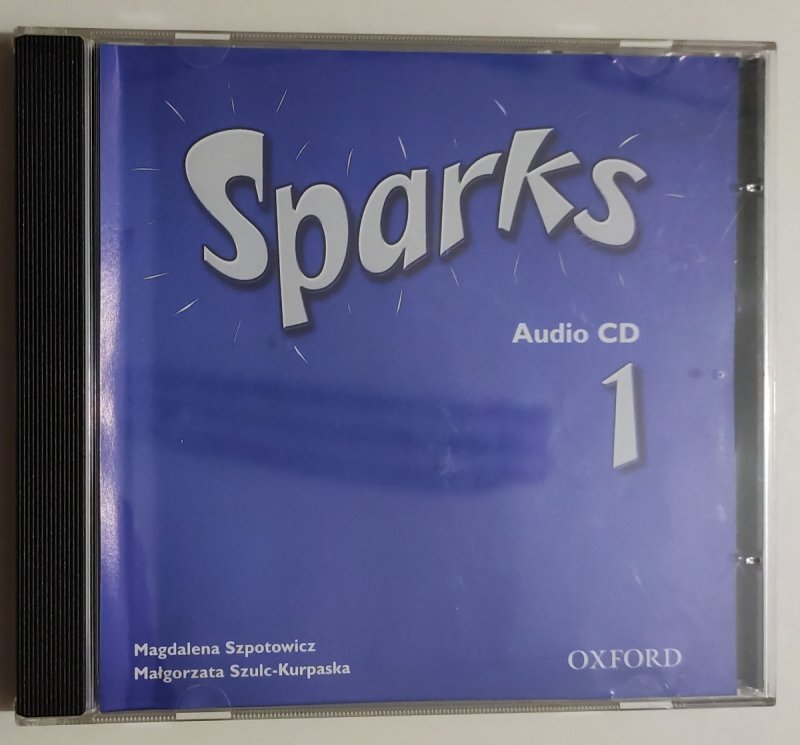 Sparks
Audio CD
1
Magdalena Szpotowicz
Małgorzata Szulc-Kurpaska
OXFORD